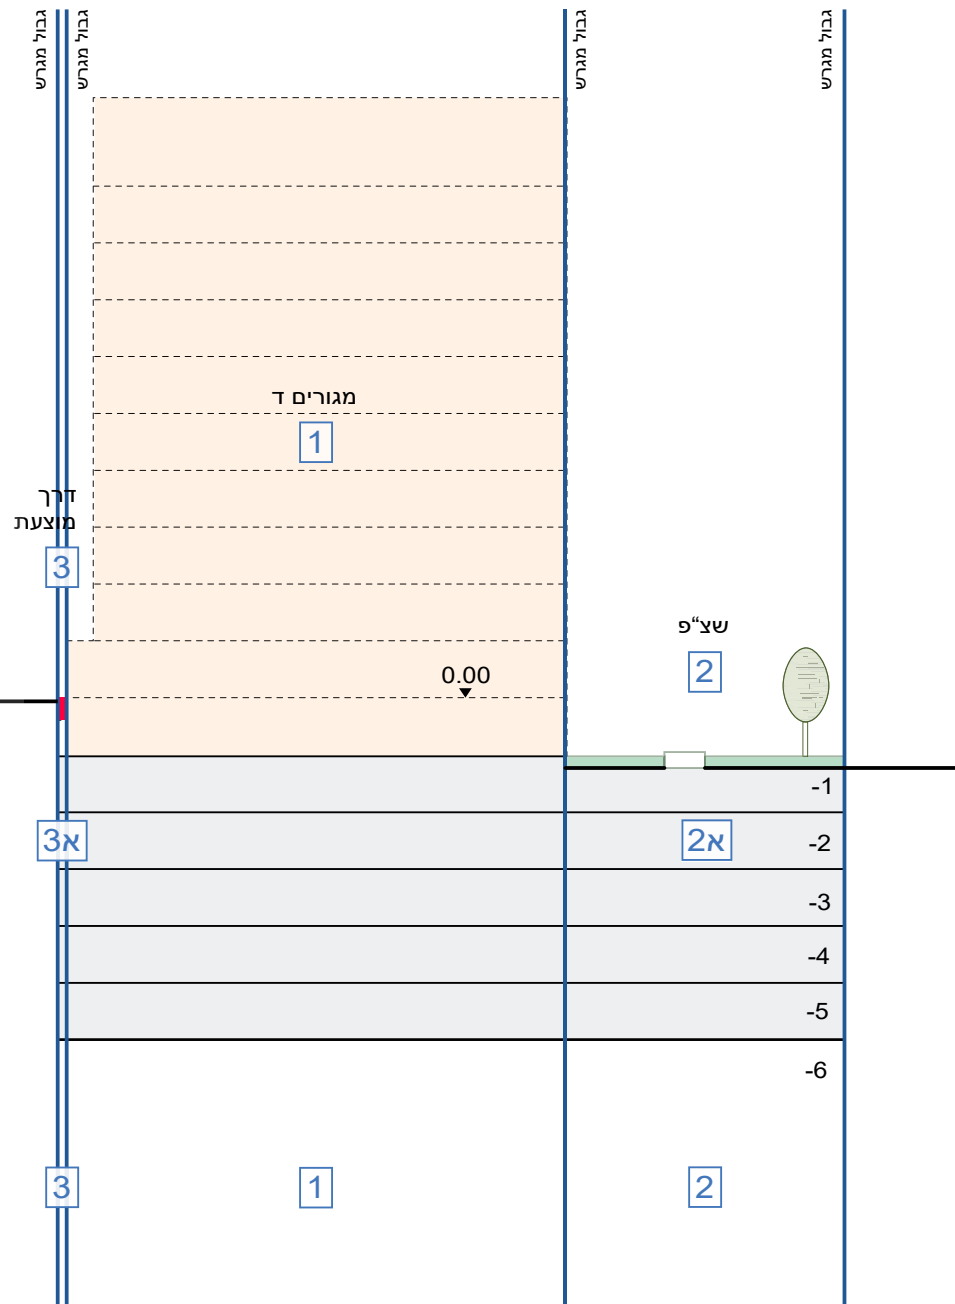 גבול מגרש
גבול מגרש
גבול מגרש
גבול מגרש
מגורים ד
1
דרך
מוצעת
3
שצ“פ
2
0.00
-1
3א
2א
-2
-3
-4
-5
-6
3
1
2